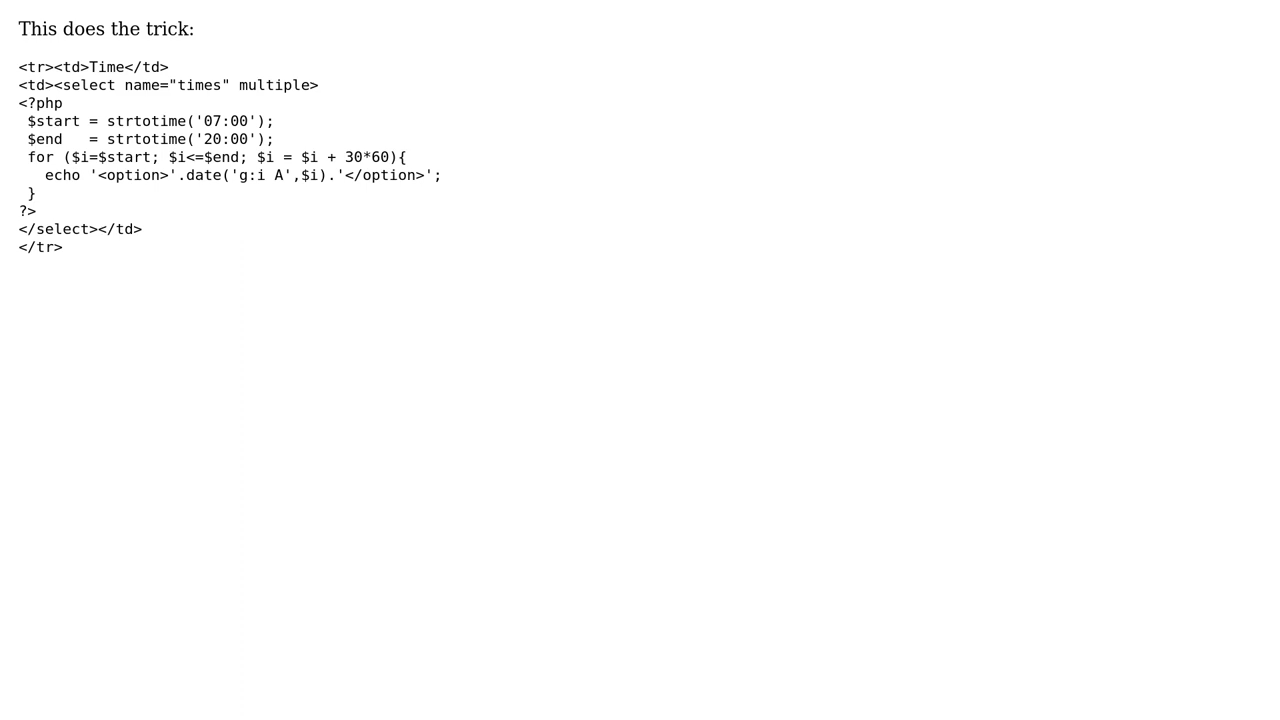 This does the trick:
<tr><td>Time</td>
<td><select name="times" multiple>
<?php
 $start = strtotime('07:00');
 $end   = strtotime('20:00');
 for ($i=$start; $i<=$end; $i = $i + 30*60){
   echo '<option>'.date('g:i A',$i).'</option>';
 }
?>
</select></td>
</tr>